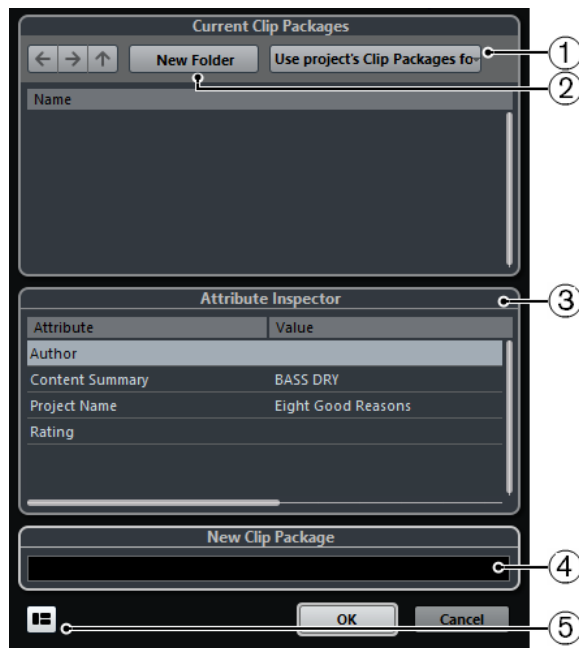 Current Clip Packages
New Folder
Use project's Clip Packages fo
1
2
Name
Attribute Inspector
3
Attribute Value
Author
Content Summary BASS DRY
Project Name Eight Good Reasons
Rating
New Clip Package
4
OK Cancel
5